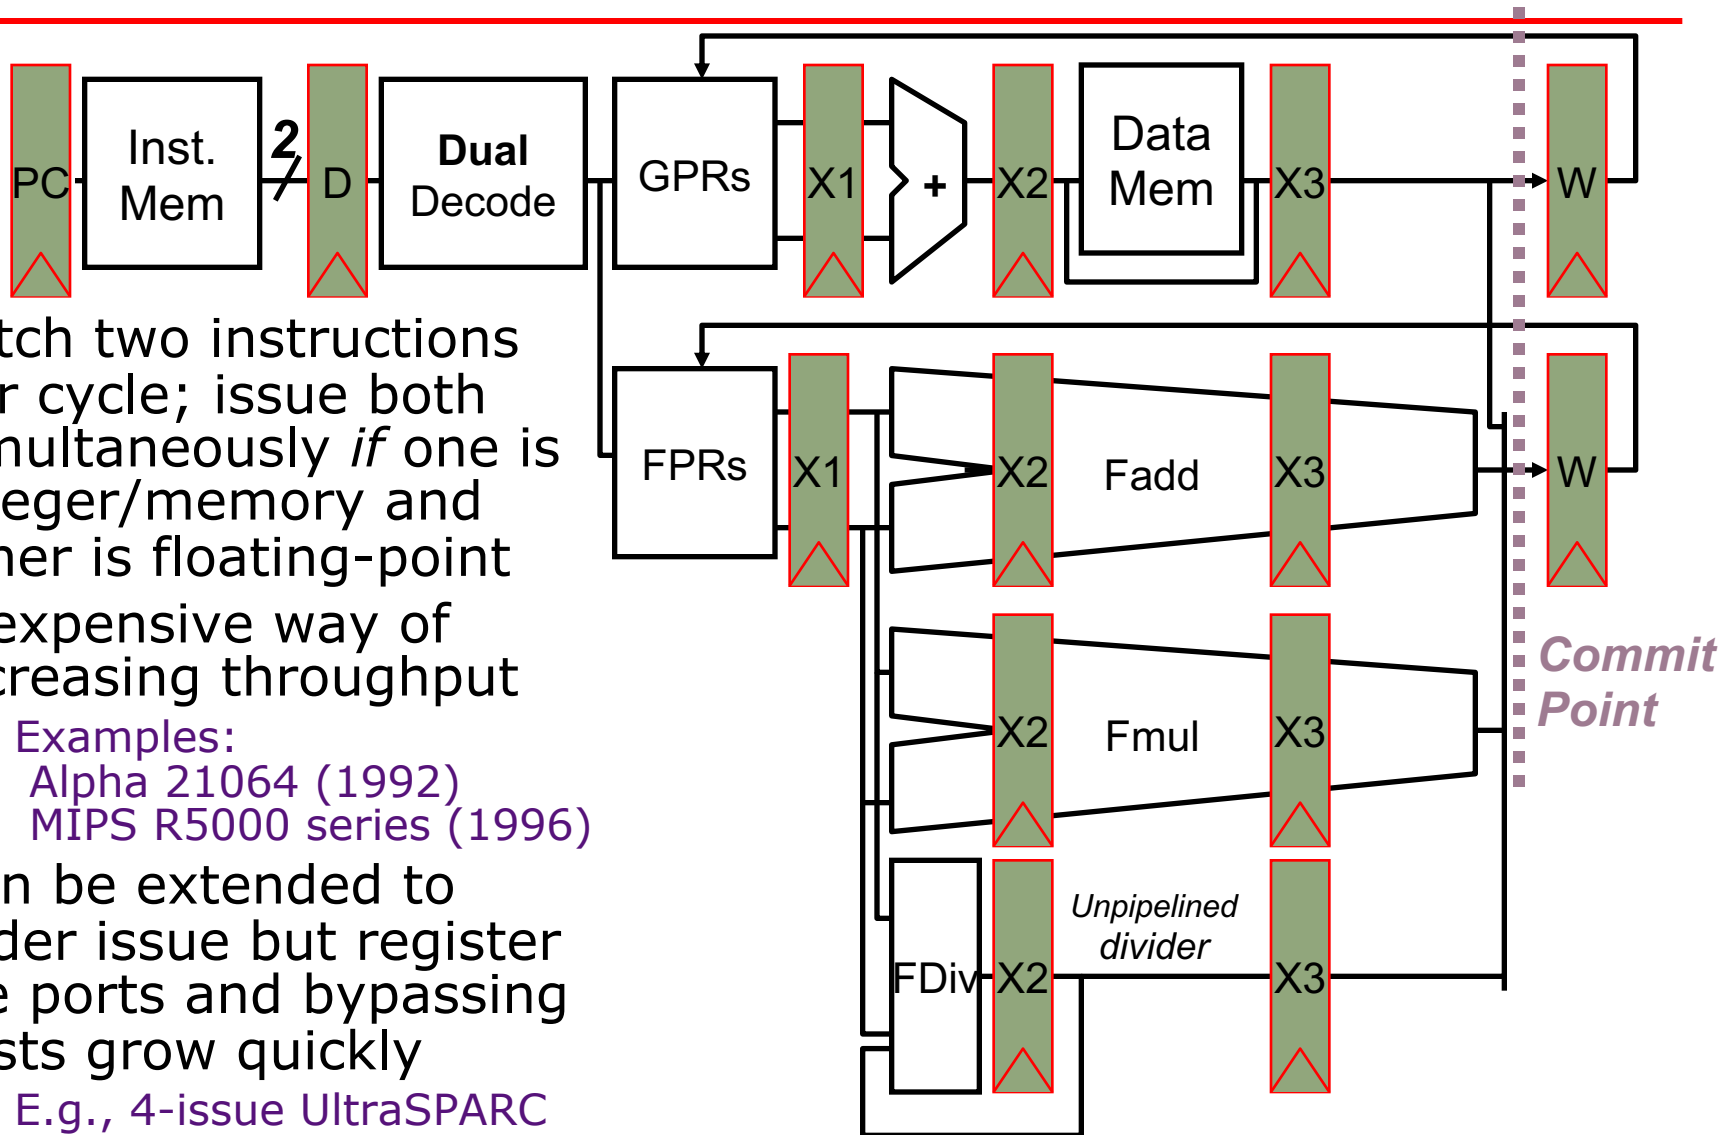 PC
Inst.
Mem
2
D
Dual
Decode
GPRs
X1
+
X2
Data
Mem
X3
W
tch two instructions
r cycle; issue both
multaneously if one is
eger/memory and
her is floating-point
expensive way of
creasing throughput
Examples:
Alpha 21064 (1992)
MIPS R5000 series (1996)
n be extended to
der issue but register
e ports and bypassing
sts grow quickly
E.g., 4-issue UltraSPARC
FPRs
X1
X2
Fadd
X3
W
X2
Fmul
X3
Commit
Point
FDiv
X2
Unpipelined
divider
X3